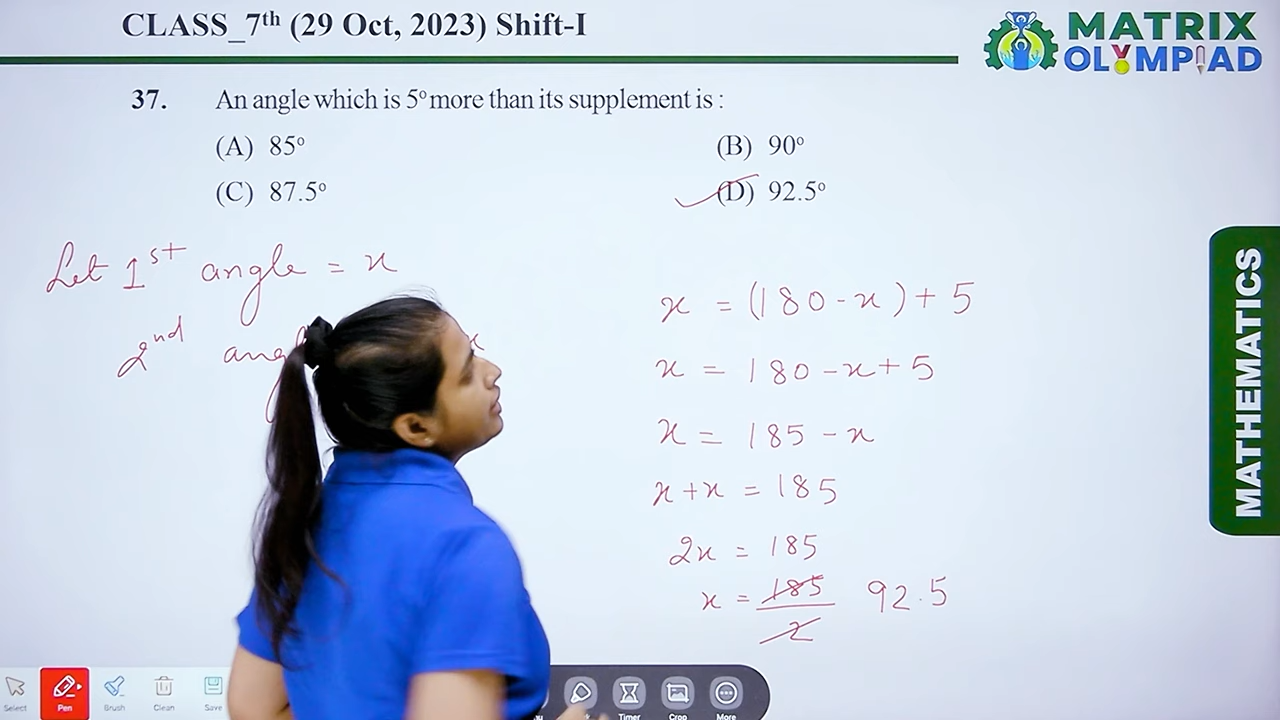 CLASS_7th (29 Oct, 2023) Shift-I
MATRIX
OLYMPIAD
37. An angle which is 5° more than its supplement is :
(A) 85° (B) 90°
(C) 87.5° (D) 92.5°
Let 1st angle = x
2nd ang x
x = (180 - x) + 5
x = 180 - x + 5
x = 185 - x
x + x = 185
2x = 185
x = 185/2 92.5
MATHEMATICS
Select Pen Brush Clean Save Timer Crop More